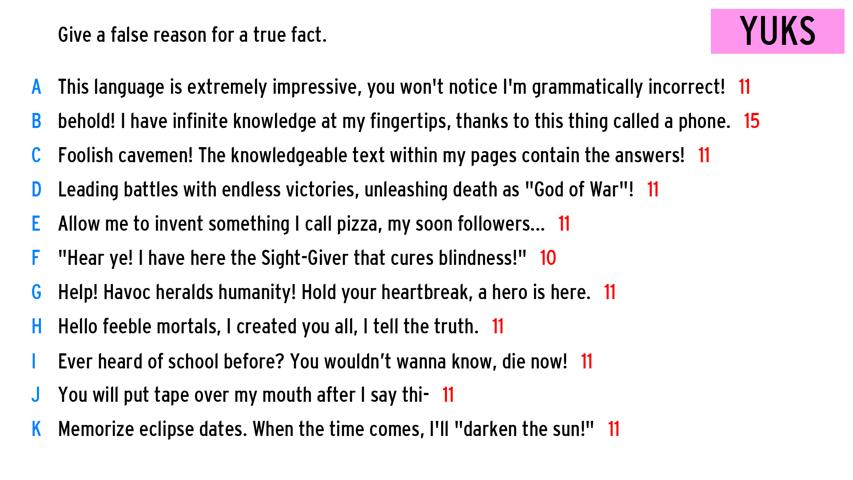 Give a false reason for a true fact.
YUKS
A This language is extremely impressive, you won't notice I'm grammatically incorrect! 11
B behold! I have infinite knowledge at my fingertips, thanks to this thing called a phone. 15
C Foolish cavemen! The knowledgeable text within my pages contain the answers! 11
D Leading battles with endless victories, unleashing death as "God of War"! 11
E Allow me to invent something I call pizza, my soon followers... 11
F "Hear ye! I have here the Sight-Giver that cures blindness!" 10
G Help! Havoc heralds humanity! Hold your heartbreak, a hero is here. 11
H Hello feeble mortals, I created you all, I tell the truth. 11
I Ever heard of school before? You wouldn't wanna know, die now! 11
J You will put tape over my mouth after I say thi- 11
K Memorize eclipse dates. When the time comes, I'll "darken the sun!" 11